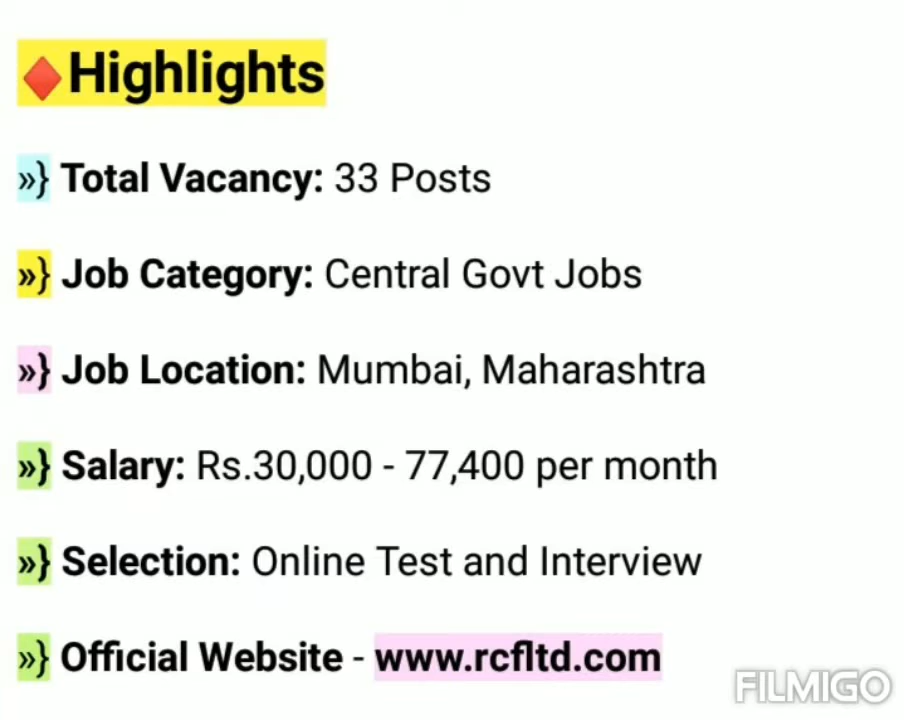 ♦Highlights
»} Total Vacancy: 33 Posts
»} Job Category: Central Govt Jobs
»} Job Location: Mumbai, Maharashtra
»} Salary: Rs.30,000 - 77,400 per month
»} Selection: Online Test and Interview
»} Official Website - www.rcfltd.com
FILMIGO